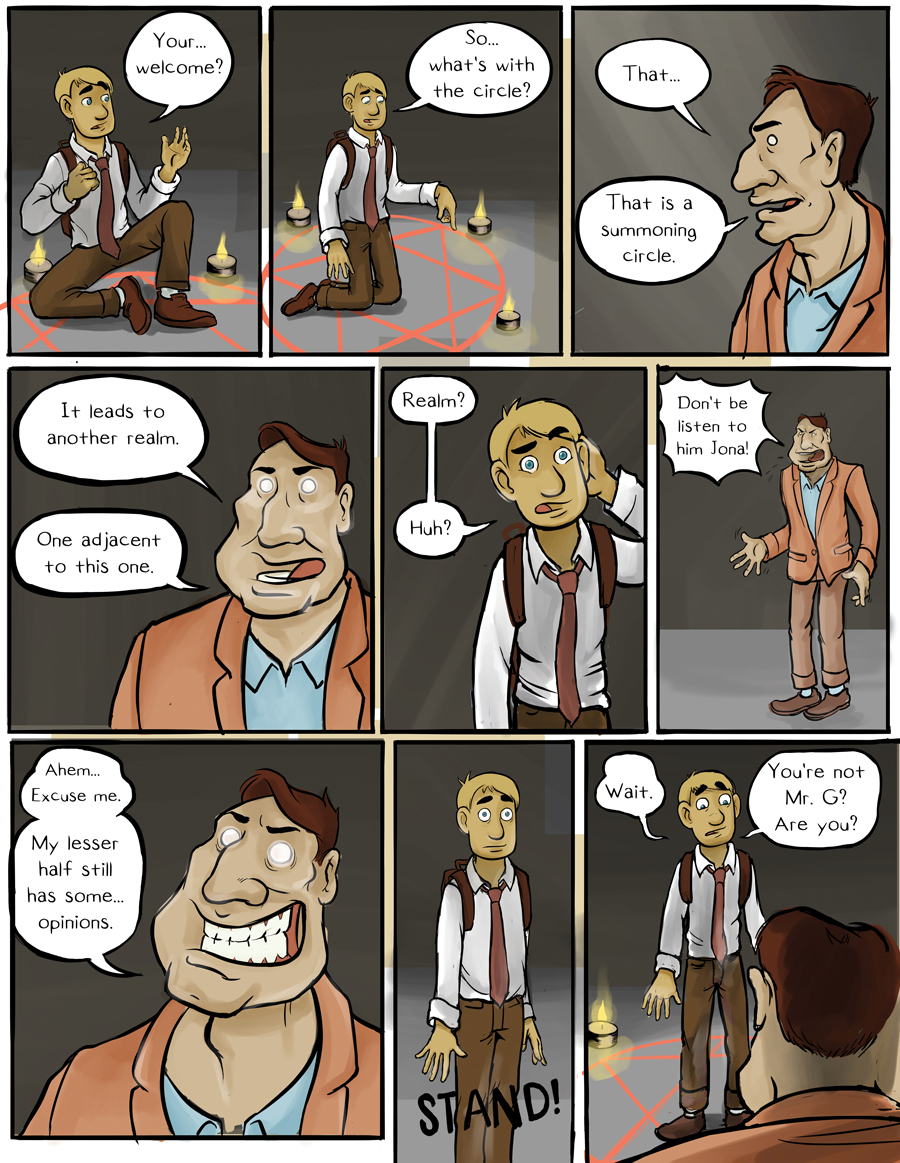 Your...
welcome?
So...
what's with
the circle?
That...
That is a
summoning
circle.
It leads to
another realm.
One adjacent
to this one.
Realm?
Huh?
Don't be
listen to
him Jona!
Ahem...
Excuse me.
My lesser
half still
has some...
opinions.
STAND!
Wait.
You're not
Mr. G?
Are you?